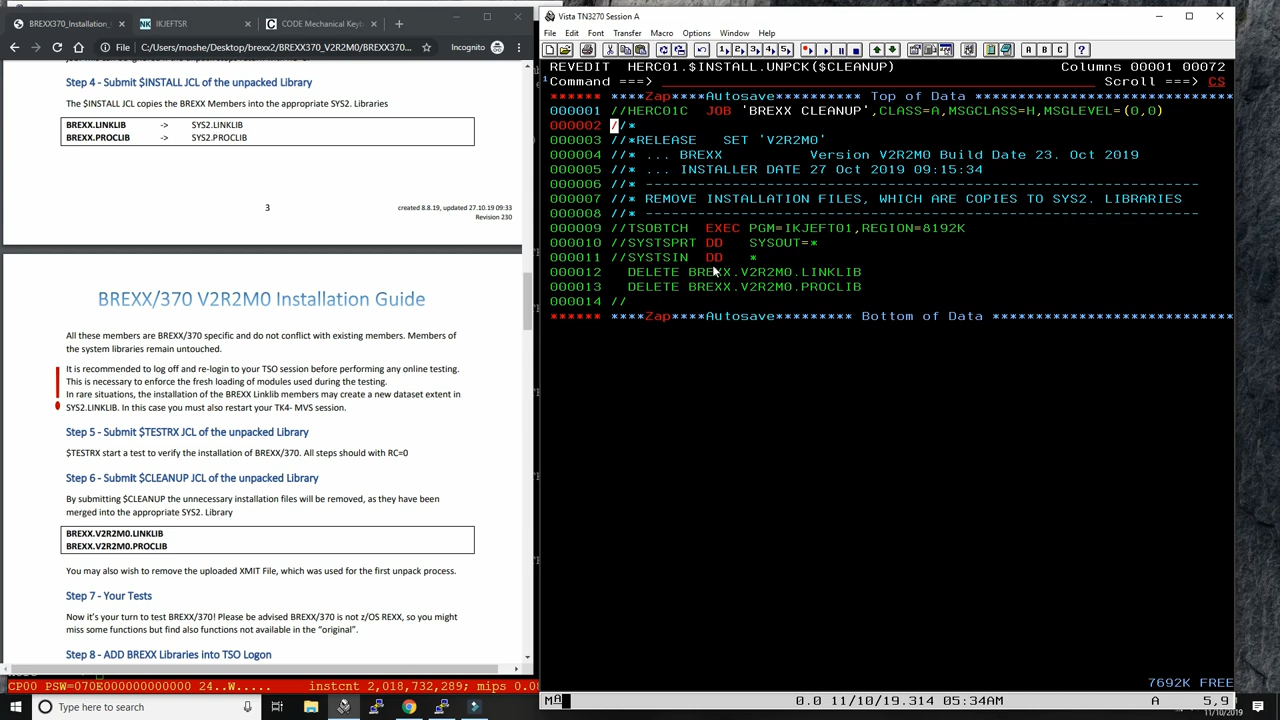 BREXX370_Installation_
IKJEFTSR
CODE Mechanical Key
File
C:/Users/moshe/Desktop/brexx2/BREXX370_V2R2M0/BREXX370...
Incognito
Step 4 - Submit $INSTALL JCL of the unpacked Library
The $INSTALL JCL copies the BREXX Members into the appropriate SYS2. Libraries
BREXX.LINKLIB -> SYS2.LINKLIB
BREXX.PROCLIB -> SYS2.PROCLIB
3
created 8.8.19, updated 27.10.19 09:33
Revision 230
BREXX/370 V2R2M0 Installation Guide
All these members are BREXX/370 specific and do not conflict with existing members. Members of
the system libraries remain untouched.
It is recommended to log off and re-login to your TSO session before performing any online testing.
This is necessary to enforce the fresh loading of modules used during the testing.
In rare situations, the installation of the BREXX Linklib members may create a new dataset extent in
SYS2.LINKLIB. In this case you must also restart your TK4- MVS session.
Step 5 - Submit $TESTRX JCL of the unpacked Library
$TESTRX start a test to verify the installation of BREXX/370. All steps should with RC=0
Step 6 - Submit $CLEANUP JCL of the unpacked Library
By submitting $CLEANUP the unnecessary installation files will be removed, as they have been
merged into the appropriate SYS2. Library
BREXX.V2R2M0.LINKLIB
BREXX.V2R2M0.PROCLIB
You may also wish to remove the uploaded XMIT File, which was used for the first unpack process.
Step 7 - Your Tests
Now it's your turn to test BREXX/370! Please be advised BREXX/370 is not z/OS REXX, so you might
miss some functions but find also functions not available in the "original".
Step 8 - ADD BREXX Libraries into TSO Logon
CP00 PSW=070E000000000000 24..W..... instcnt 2,018,732,289; mips 0.0
Type here to search
Vista TN3270 Session A
File Edit Font Transfer Macro Options Window Help
REVEDIT HERC01.$INSTALL.UNPCK($CLEANUP) Columns 00001 00072
Command ===> Scroll ===> CS
****** ****Zap****Autosave********* Top of Data ****************************
000001 //HERC01C JOB 'BREXX CLEANUP',CLASS=A,MSGCLASS=H,MSGLEVEL=(0,0)
000002 //*
000003 //*RELEASE SET 'V2R2M0'
000004 //* ... BREXX Version V2R2M0 Build Date 23. Oct 2019
000005 //* ... INSTALLER DATE 27 Oct 2019 09:15:34
000006 //* ----------------------------------------------------------------
000007 //* REMOVE INSTALLATION FILES, WHICH ARE COPIES TO SYS2. LIBRARIES
000008 //* ----------------------------------------------------------------
000009 //TSOBTCH EXEC PGM=IKJEFT01,REGION=8192K
000010 //SYSTSPRT DD SYSOUT=*
000011 //SYSTSIN DD *
000012 DELETE BREXX.V2R2M0.LINKLIB
000013 DELETE BREXX.V2R2M0.PROCLIB
000014 //
****** ****Zap****Autosave********* Bottom of Data ****************************
7692K FREE
MA 0.0 11/10/19.314 05:34AM A 5,9
11/10/2019